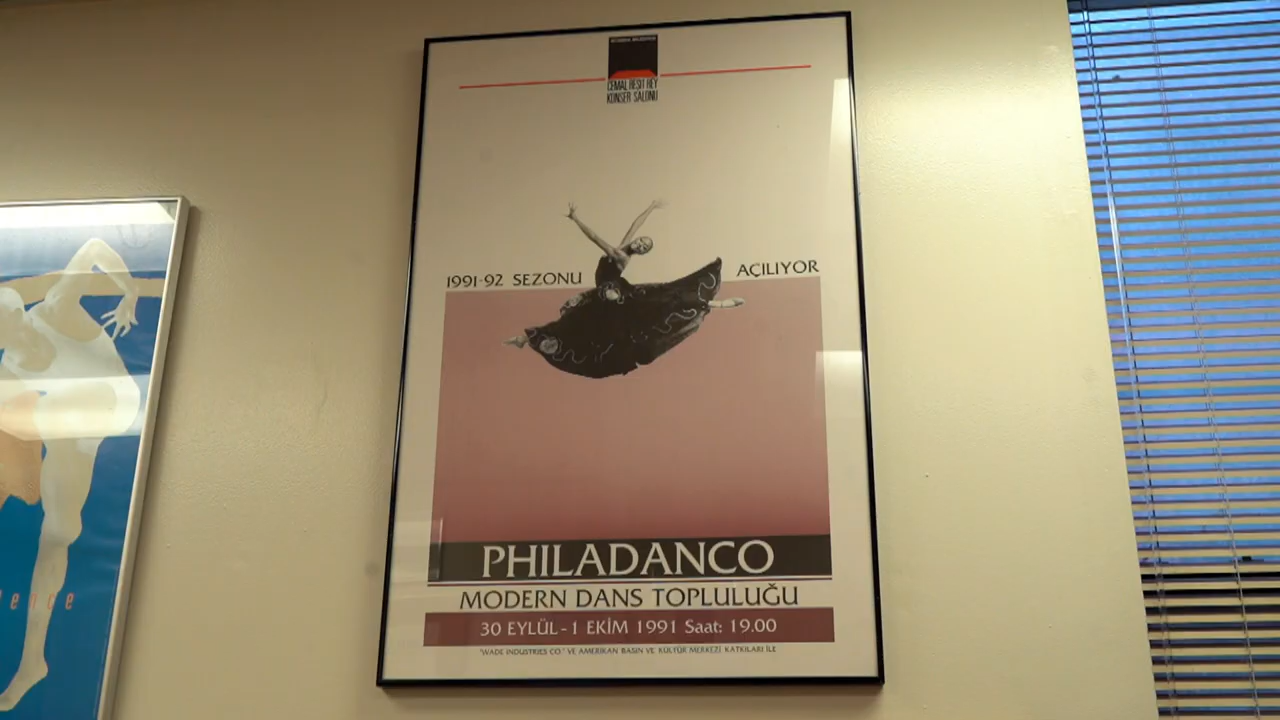 CEMAL REŞİT REY
KONSER SALONU
1991-92 SEZONU AÇILIYOR
PHILADANCO
MODERN DANS TOPLULUĞU
30 EYLÜL - 1 EKİM 1991 Saat: 19.00
"WADE INDUSTRIES CO." VE AMERİKAN BASIN VE KÜLTÜR MERKEZİ KATKILARI İLE
ence